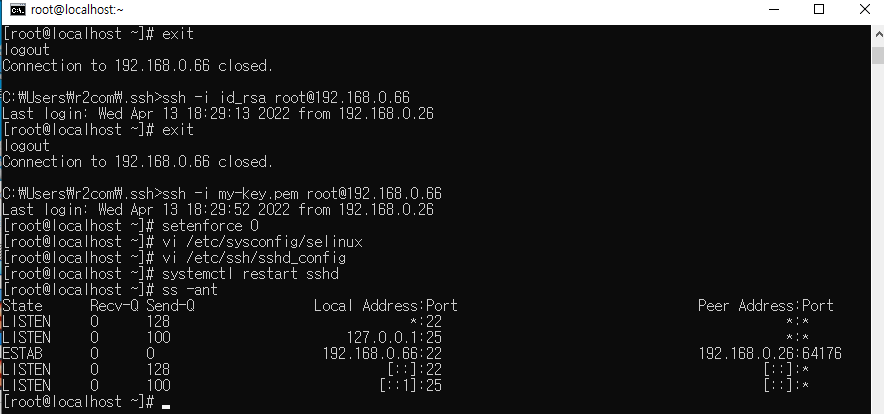 root@localhost:~
[root@localhost ~]# exit
logout
Connection to 192.168.0.66 closed.
C:\Users\r2com\.ssh>ssh -i id_rsa root@192.168.0.66
Last login: Wed Apr 13 18:29:13 2022 from 192.168.0.26
[root@localhost ~]# exit
logout
Connection to 192.168.0.66 closed.
C:\Users\r2com\.ssh>ssh -i my-key.pem root@192.168.0.66
Last login: Wed Apr 13 18:29:52 2022 from 192.168.0.26
[root@localhost ~]# setenforce 0
[root@localhost ~]# vi /etc/sysconfig/selinux
[root@localhost ~]# vi /etc/ssh/sshd_config
[root@localhost ~]# systemctl restart sshd
[root@localhost ~]# ss -ant
State Recv-Q Send-Q Local Address:Port Peer Address:Port
LISTEN 0 128 *:22 *:*
LISTEN 0 100 127.0.0.1:25 *:*
ESTAB 0 0 192.168.0.66:22 192.168.0.26:64176
LISTEN 0 128 [::]:22 [::]:*
LISTEN 0 100 [::1]:25 [::]:*
[root@localhost ~]#